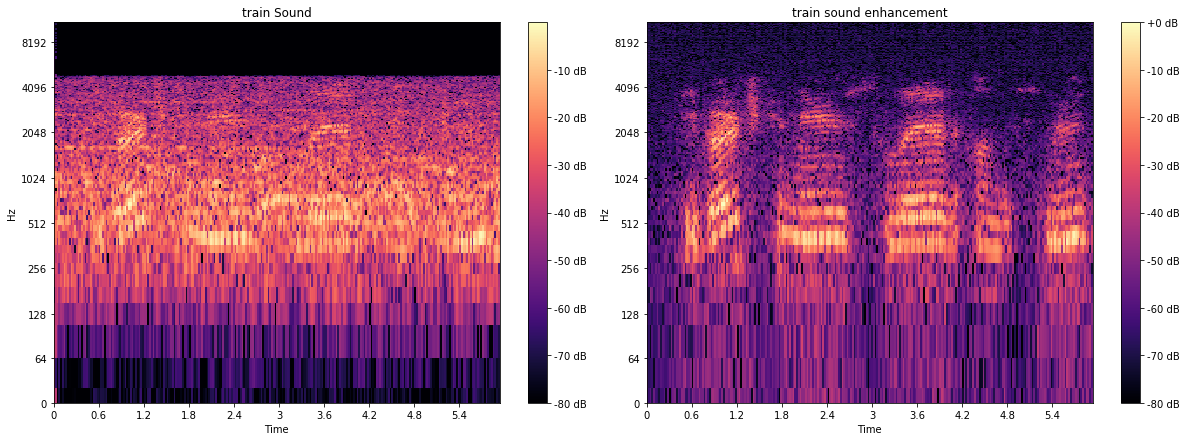 train Sound
8192
4096
2048
1024
512
256
128
64
0
Hz
0 0.6 1.2 1.8 2.4 3 3.6 4.2 4.8 5.4
Time
-10 dB
-20 dB
-30 dB
-40 dB
-50 dB
-60 dB
-70 dB
-80 dB
train sound enhancement
8192
4096
2048
1024
512
256
128
64
0
Hz
0 0.6 1.2 1.8 2.4 3 3.6 4.2 4.8 5.4
Time
+0 dB
-10 dB
-20 dB
-30 dB
-40 dB
-50 dB
-60 dB
-70 dB
-80 dB